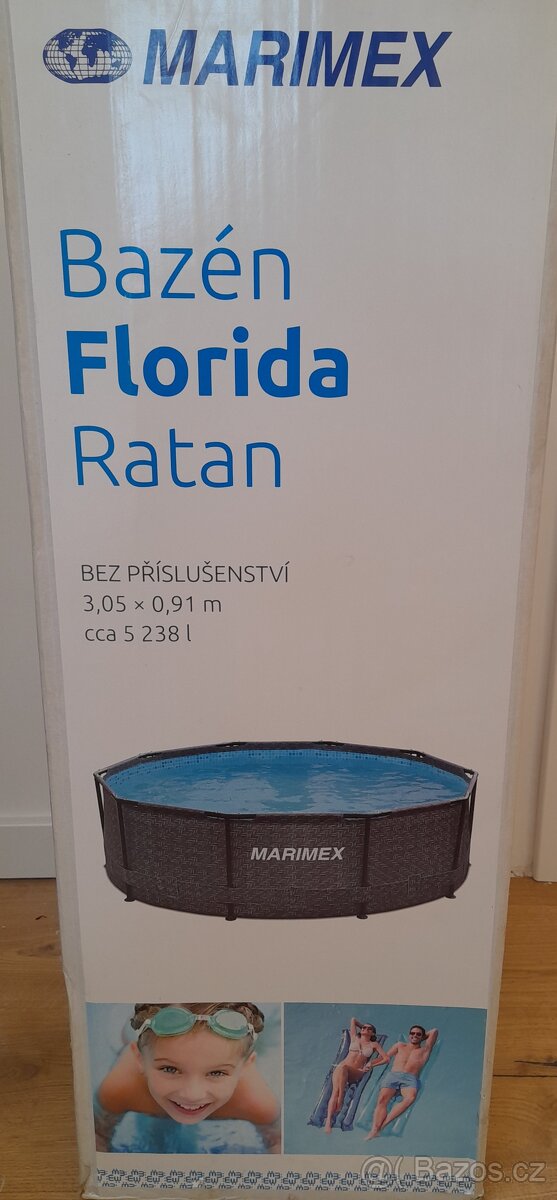 MARIMEX
Bazén
Florida
Ratan
BEZ PŘÍSLUŠENSTVÍ
3,05 × 0,91 m
cca 5 238 l
MARIMEX
Bazos.cz